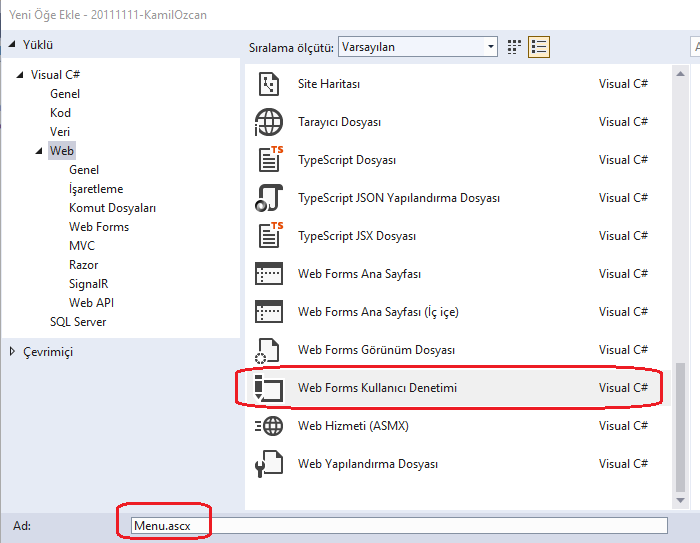 Yeni Öğe Ekle - 20111111-KamilOzcan
Yüklü
Sıralama ölçütü: Varsayılan
Visual C#
Genel
Kod
Veri
Web
Genel
İşaretleme
Komut Dosyaları
Web Forms
MVC
Razor
SignalR
Web API
SQL Server
Çevrimiçi
Site Haritası Visual C#
Tarayıcı Dosyası Visual C#
TS TypeScript Dosyası Visual C#
TypeScript JSON Yapılandırma Dosyası Visual C#
TS TypeScript JSX Dosyası Visual C#
Web Forms Ana Sayfası Visual C#
Web Forms Ana Sayfası (İç içe) Visual C#
Web Forms Görünüm Dosyası Visual C#
Web Forms Kullanıcı Denetimi Visual C#
Web Hizmeti (ASMX) Visual C#
Web Yapılandırma Dosyası Visual C#
Ad: Menu.ascx